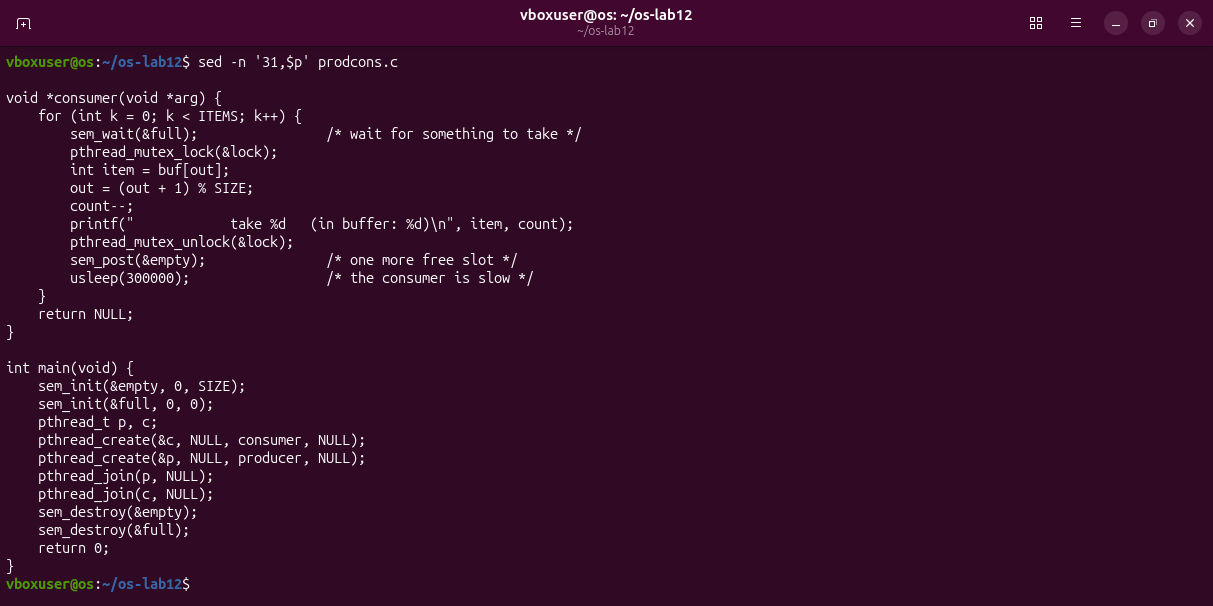 vboxuser@os: ~/os-lab12
~/os-lab12
vboxuser@os:~/os-lab12$ sed -n '31,$p' prodcons.c

void *consumer(void *arg) {
    for (int k = 0; k < ITEMS; k++) {
        sem_wait(&full);                /* wait for something to take */
        pthread_mutex_lock(&lock);
        int item = buf[out];
        out = (out + 1) % SIZE;
        count--;
        printf("            take %d   (in buffer: %d)\n", item, count);
        pthread_mutex_unlock(&lock);
        sem_post(&empty);               /* one more free slot */
        usleep(300000);                 /* the consumer is slow */
    }
    return NULL;
}

int main(void) {
    sem_init(&empty, 0, SIZE);
    sem_init(&full, 0, 0);
    pthread_t p, c;
    pthread_create(&c, NULL, consumer, NULL);
    pthread_create(&p, NULL, producer, NULL);
    pthread_join(p, NULL);
    pthread_join(c, NULL);
    sem_destroy(&empty);
    sem_destroy(&full);
    return 0;
}
vboxuser@os:~/os-lab12$